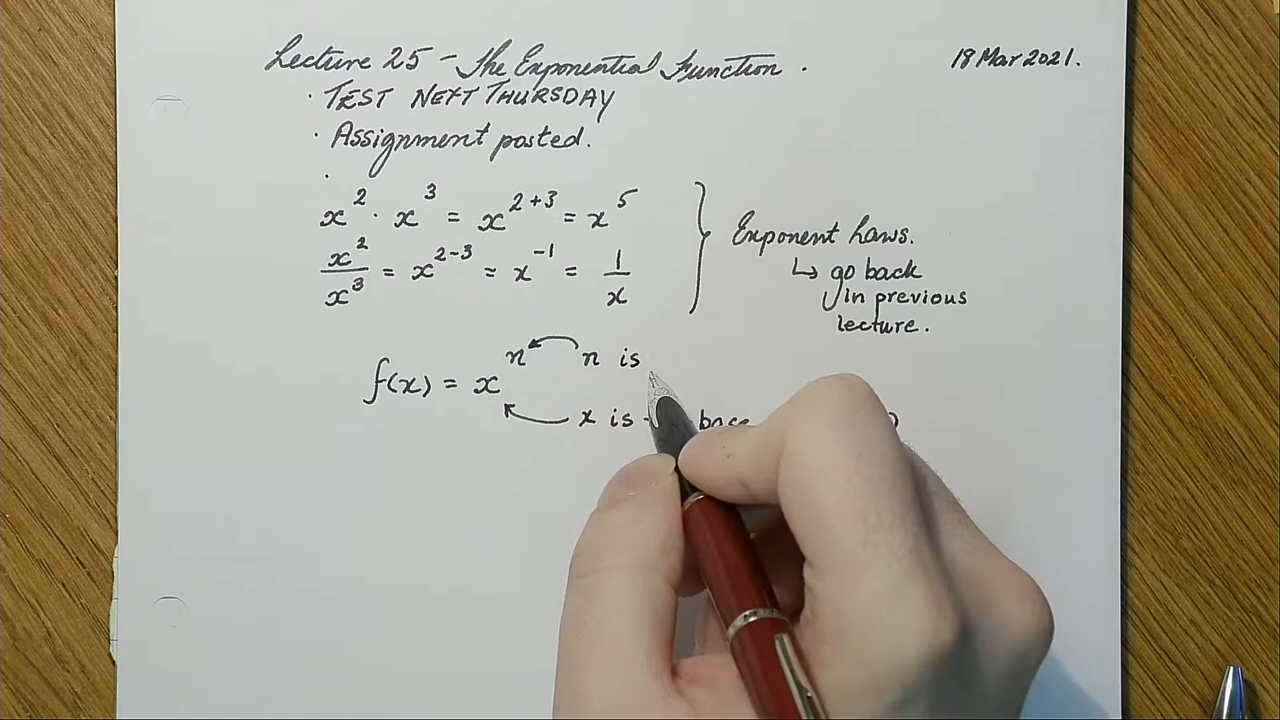 Lecture 25 - The Exponential Function. 18 Mar 2021.
· TEST NEXT THURSDAY
· Assignment posted.
·
x² · x³ = x²⁺³ = x⁵
x²/x³ = x²⁻³ = x⁻¹ = 1/x
Exponent Laws.
↳ go back
in previous
lecture.
f(x) = xⁿ
n is
x is base